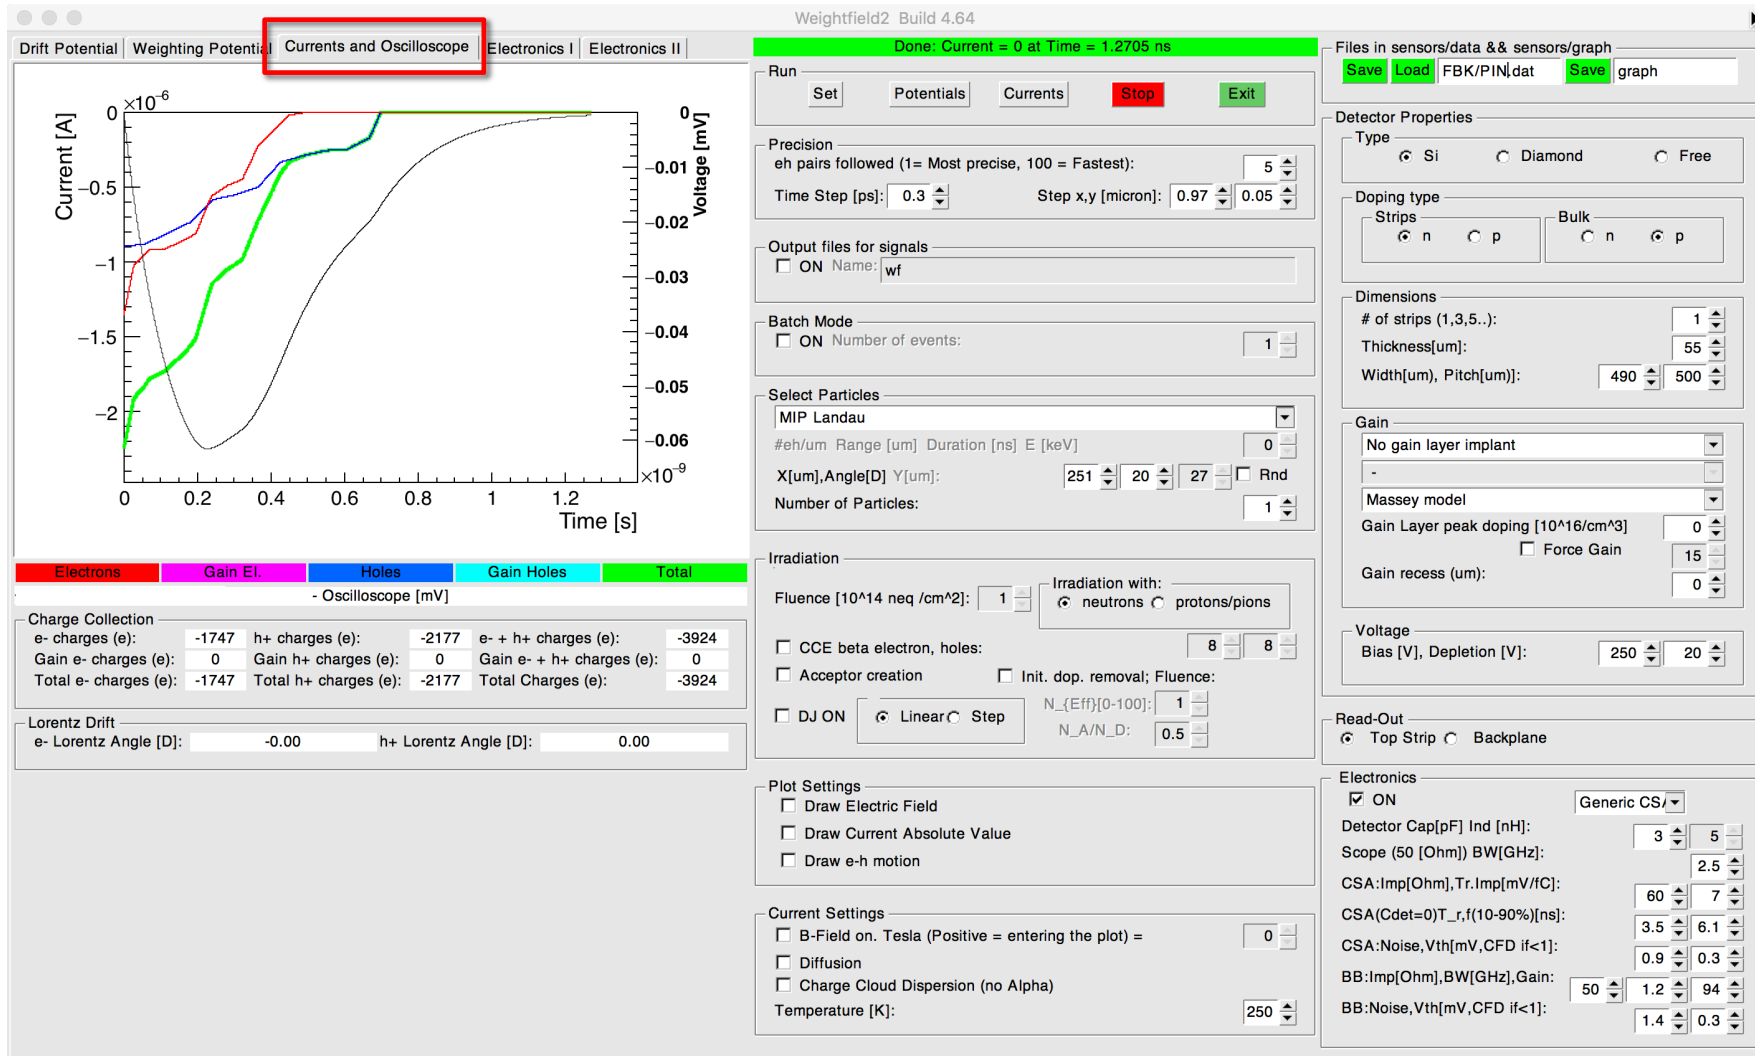 Weightfield2 Build 4.64
Drift Potential
Weighting Potential
Currents and Oscilloscope
Electronics I
Electronics II
×10⁻⁶
Current [A]
0
−0.5
−1
−1.5
−2
0
−0.01
−0.02
−0.03
−0.04
−0.05
−0.06
Voltage [mV]
×10⁻⁹
0 0.2 0.4 0.6 0.8 1 1.2
Time [s]
Electrons Gain El. Holes Gain Holes Total
- Oscilloscope [mV]
Charge Collection
e- charges (e): -1747 h+ charges (e): -2177 e- + h+ charges (e): -3924
Gain e- charges (e): 0 Gain h+ charges (e): 0 Gain e- + h+ charges (e): 0
Total e- charges (e): -1747 Total h+ charges (e): -2177 Total Charges (e): -3924
Lorentz Drift
e- Lorentz Angle [D]: -0.00 h+ Lorentz Angle [D]: 0.00
Done: Current = 0 at Time = 1.2705 ns
Run
Set Potentials Currents Stop Exit
Precision
eh pairs followed (1= Most precise, 100 = Fastest): 5
Time Step [ps]: 0.3 Step x,y [micron]: 0.97 0.05
Output files for signals
ON Name: wf
Batch Mode
ON Number of events: 1
Select Particles
MIP Landau
#eh/um Range [um] Duration [ns] E [keV] 0
X[um],Angle[D] Y[um]: 251 20 27 Rnd
Number of Particles: 1
Irradiation
Fluence [10^14 neq /cm^2]: 1
Irradiation with:
neutrons protons/pions
CCE beta electron, holes: 8 8
Acceptor creation Init. dop. removal; Fluence:
DJ ON Linear Step
N_{Eff}[0-100]: 1
N_A/N_D: 0.5
Plot Settings
Draw Electric Field
Draw Current Absolute Value
Draw e-h motion
Current Settings
B-Field on. Tesla (Positive = entering the plot) = 0
Diffusion
Charge Cloud Dispersion (no Alpha)
Temperature [K]: 250
Files in sensors/data && sensors/graph
Save Load FBK/PIN.dat Save graph
Detector Properties
Type
Si Diamond Free
Doping type
Strips
n p
Bulk
n p
Dimensions
# of strips (1,3,5..): 1
Thickness[um]: 55
Width[um), Pitch[um)]: 490 500
Gain
No gain layer implant
-
Massey model
Gain Layer peak doping [10^16/cm^3] 0
Force Gain 15
Gain recess (um): 0
Voltage
Bias [V], Depletion [V]: 250 20
Read-Out
Top Strip Backplane
Electronics
ON Generic CS
Detector Cap[pF] Ind [nH]: 3 5
Scope (50 [Ohm]) BW[GHz]: 2.5
CSA:Imp[Ohm],Tr.Imp[mV/fC]: 60 7
CSA(Cdet=0)T_r,f(10-90%)[ns]: 3.5 6.1
CSA:Noise,Vth[mV,CFD if<1]: 0.9 0.3
BB:Imp[Ohm],BW[GHz],Gain: 50 1.2 94
BB:Noise,Vth[mV,CFD if<1]: 1.4 0.3